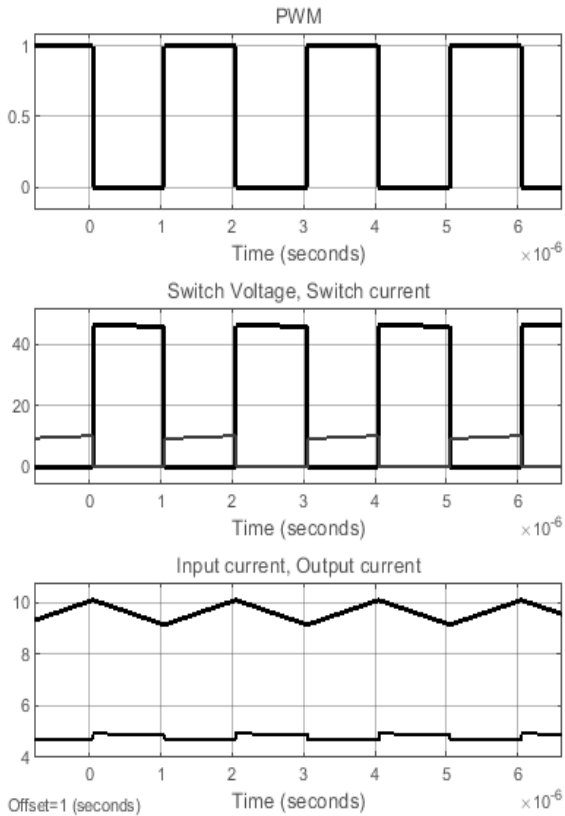 PWM
1
0.5
0
0 1 2 3 4 5 6
Time (seconds) ×10-6
Switch Voltage, Switch current
40
20
0
0 1 2 3 4 5 6
Time (seconds) ×10-6
Input current, Output current
10
8
6
4
0 1 2 3 4 5 6
Offset=1 (seconds) Time (seconds) ×10-6